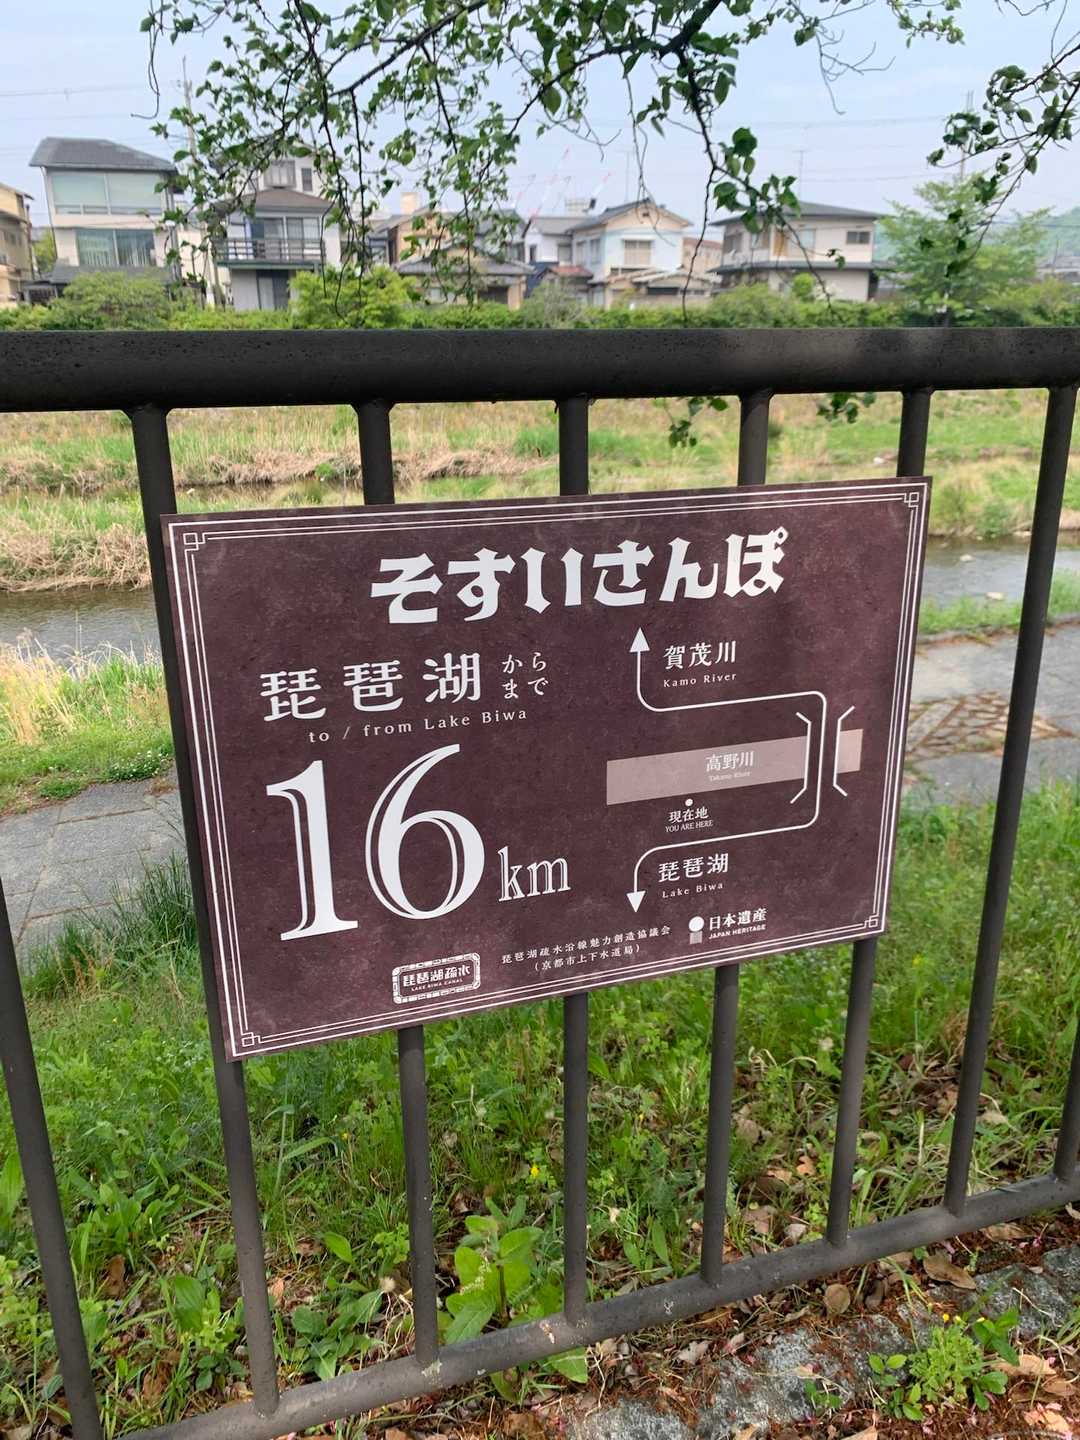 そすいさんぽ
琵琶湖 から まで
to / from Lake Biwa
16 km
賀茂川
Kamo River
高野川
Takano River
現在地
YOU ARE HERE
琵琶湖
Lake Biwa
琵琶湖疏水
LAKE BIWA CANAL
琵琶湖疏水沿線魅力創造協議会
（京都市上下水道局）
日本遺産
JAPAN HERITAGE